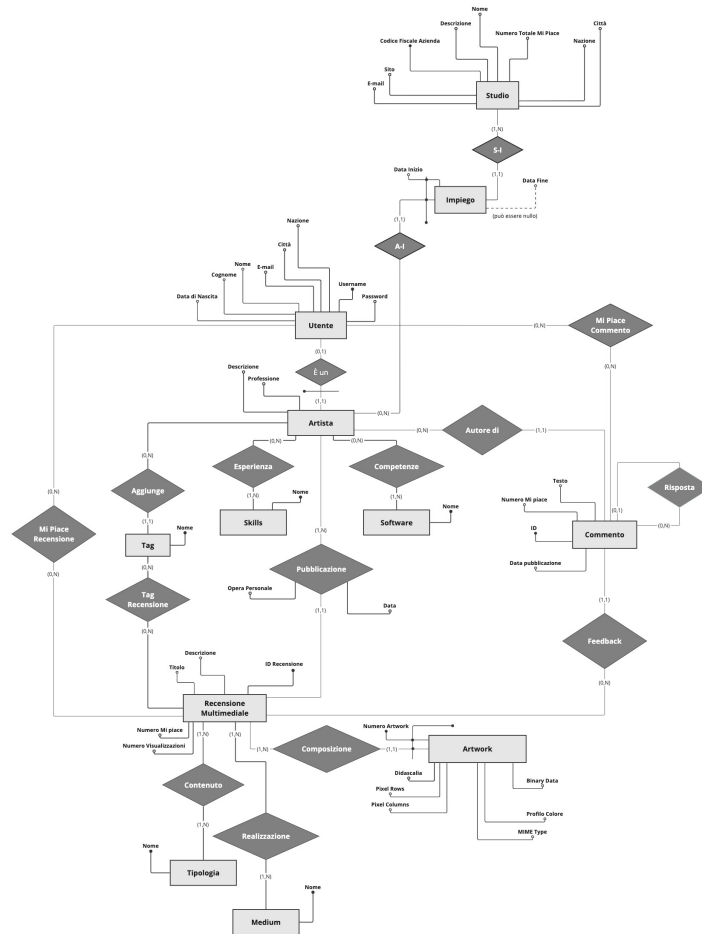 Nome
Città
Descrizione
Numero Totale Mi Piace
Codice Fiscale Azienda
Nazione
Sito
E-mail
Studio
(1,N)
S-I
(1,1)
Data Inizio
Data Fine
Impiego
(può essere nullo)
(1,1)
A-I
Nazione
Città
E-mail
Nome
Cognome
Username
Data di Nascita
Password
Utente
(0,N)
(0,N)
Mi Piace
Commento
(0,1)
È un
(0,N)
Descrizione
Professione
(1,1)
Artista
(0,N)
(0,N)
Autore di
(1,1)
(0,N)
(0,N)
(0,N)
Esperienza
Competenze
Aggiunge
(0,N)
Testo
Risposta
(1,N)
Nome
(1,N)
Nome
Numero Mi piace
(0,1)
Skills
Software
(1,1)
Nome
ID
(0,N)
Mi Piace
Recensione
Tag
(1,N)
Commento
Data pubblicazione
(0,N)
(0,N)
Pubblicazione
Tag
Recensione
Opera Personale
(1,1)
Data
(1,1)
(0,N)
Feedback
Descrizione
ID Recensione
Titolo
(0,N)
Recensione
Multimediale
Numero Mi piace
Numero Visualizzazioni
(1,N)
(1,N)
(1,N)
Composizione
(1,1)
Numero Artwork
Artwork
Didascalia
Pixel Rows
Pixel Columns
Binary Data
Profilo Colore
MIME Type
Contenuto
(1,N)
Realizzazione
Nome
Tipologia
(1,N)
Nome
Medium